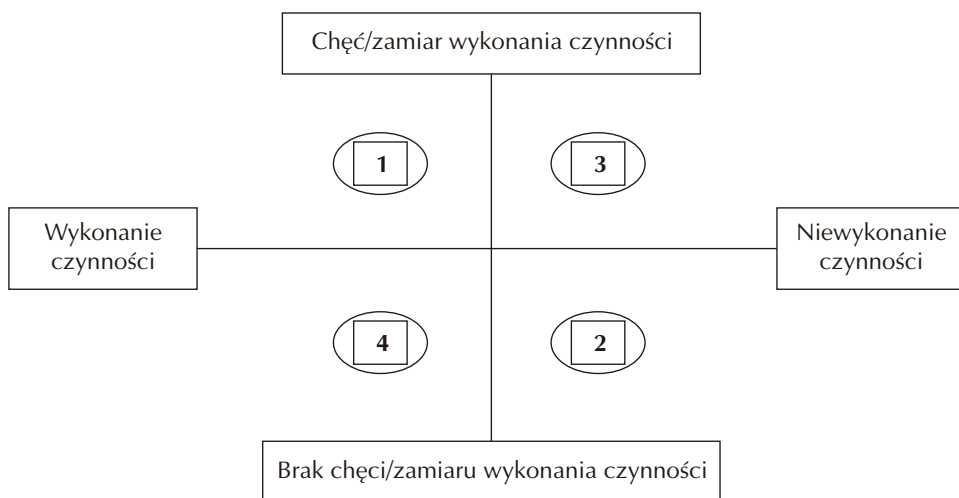 Chęć/zamiar wykonania czynności
1
3
Wykonanie
czynności
Niewykonanie
czynności
4
2
Brak chęci/zamiaru wykonania czynności